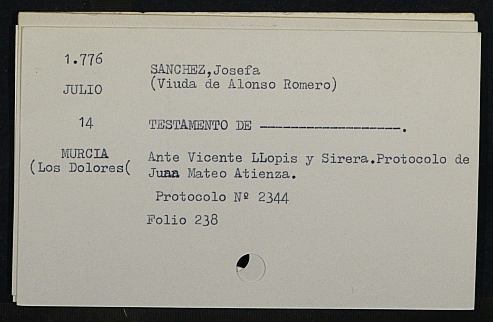 1.776
JULIO
14
MURCIA
(Los Dolores(
SANCHEZ,Josefa
(Viuda de Alonso Romero)
TESTAMENTO DE ------------------.
Ante Vicente LLopis y Sirera.Protocolo de
Juan Mateo Atienza.
Protocolo Nº 2344
Folio 238